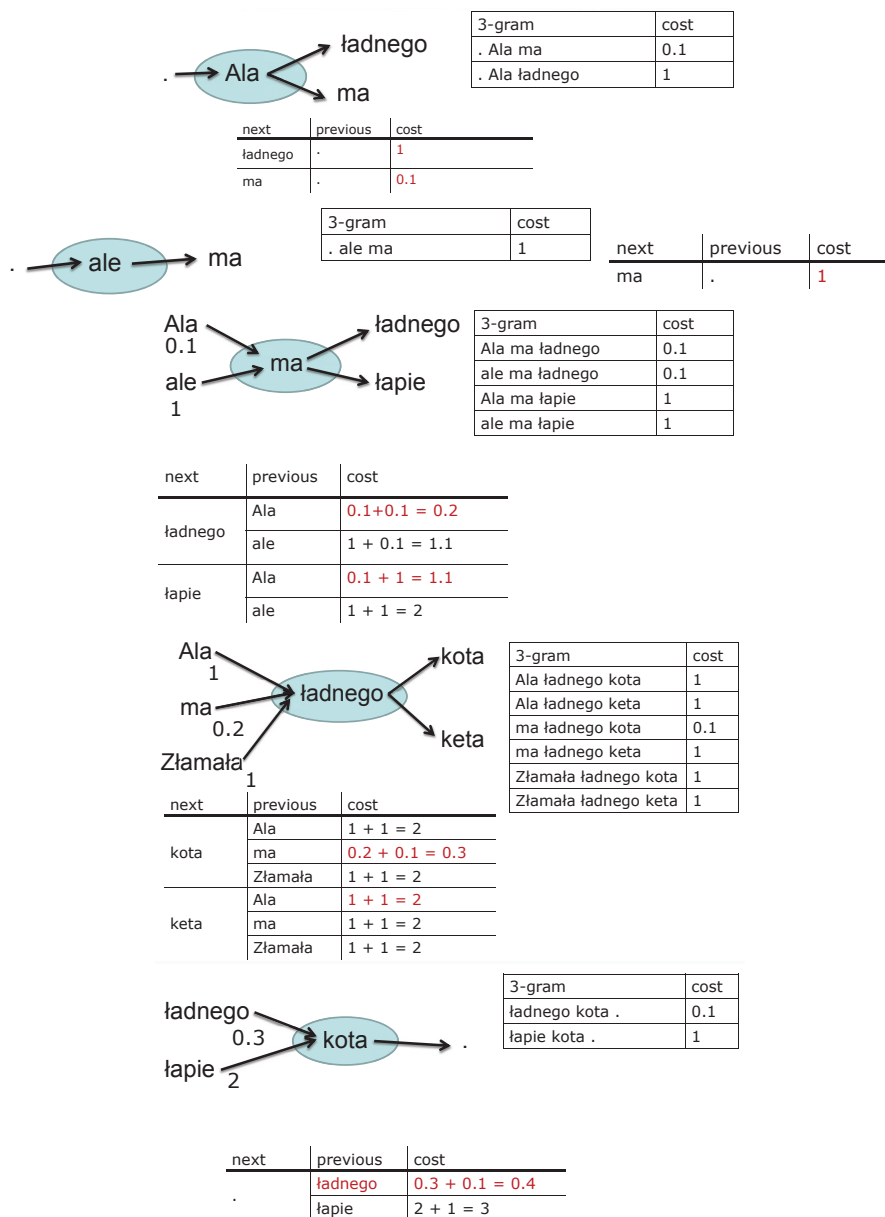 . Ala ładnego ma
3-gram cost
. Ala ma 0.1
. Ala ładnego 1
next previous cost
ładnego . 1
ma . 0.1
. ale ma
3-gram cost
. ale ma 1
next previous cost
ma . 1
Ala
0.1
ale
1
ma
ładnego
łapie
3-gram cost
Ala ma ładnego 0.1
ale ma ładnego 0.1
Ala ma łapie 1
ale ma łapie 1
next previous cost
ładnego Ala 0.1+0.1 = 0.2
ale 1 + 0.1 = 1.1
łapie Ala 0.1 + 1 = 1.1
ale 1 + 1 = 2
Ala
1
ma
0.2
Złamała
1
ładnego
kota
keta
3-gram cost
Ala ładnego kota 1
Ala ładnego keta 1
ma ładnego kota 0.1
ma ładnego keta 1
Złamała ładnego kota 1
Złamała ładnego keta 1
next previous cost
kota Ala 1 + 1 = 2
ma 0.2 + 0.1 = 0.3
Złamała 1 + 1 = 2
keta Ala 1 + 1 = 2
ma 1 + 1 = 2
Złamała 1 + 1 = 2
ładnego
0.3
łapie
2
kota
.
3-gram cost
ładnego kota . 0.1
łapie kota . 1
next previous cost
. ładnego 0.3 + 0.1 = 0.4
łapie 2 + 1 = 3